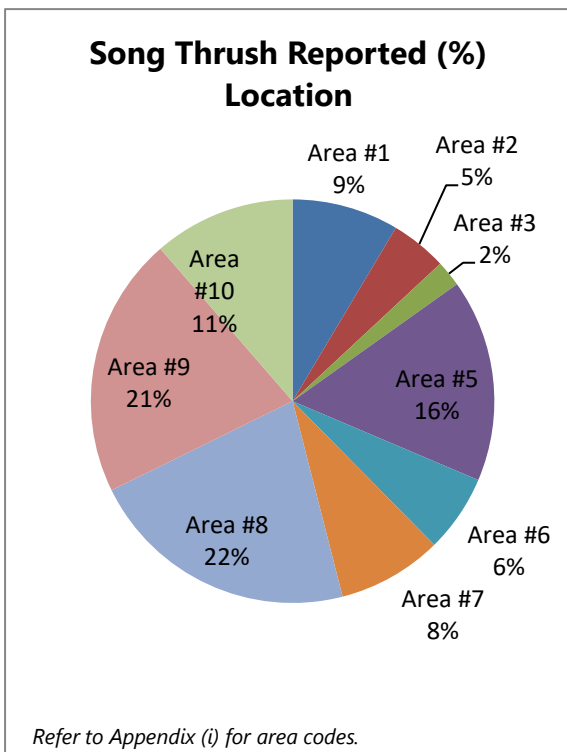 Song Thrush Reported (%)
Location
Area #1
9%
Area #2
5%
Area #3
2%
Area #5
16%
Area #6
6%
Area #7
8%
Area #8
22%
Area #9
21%
Area
#10
11%
Refer to Appendix (i) for area codes.